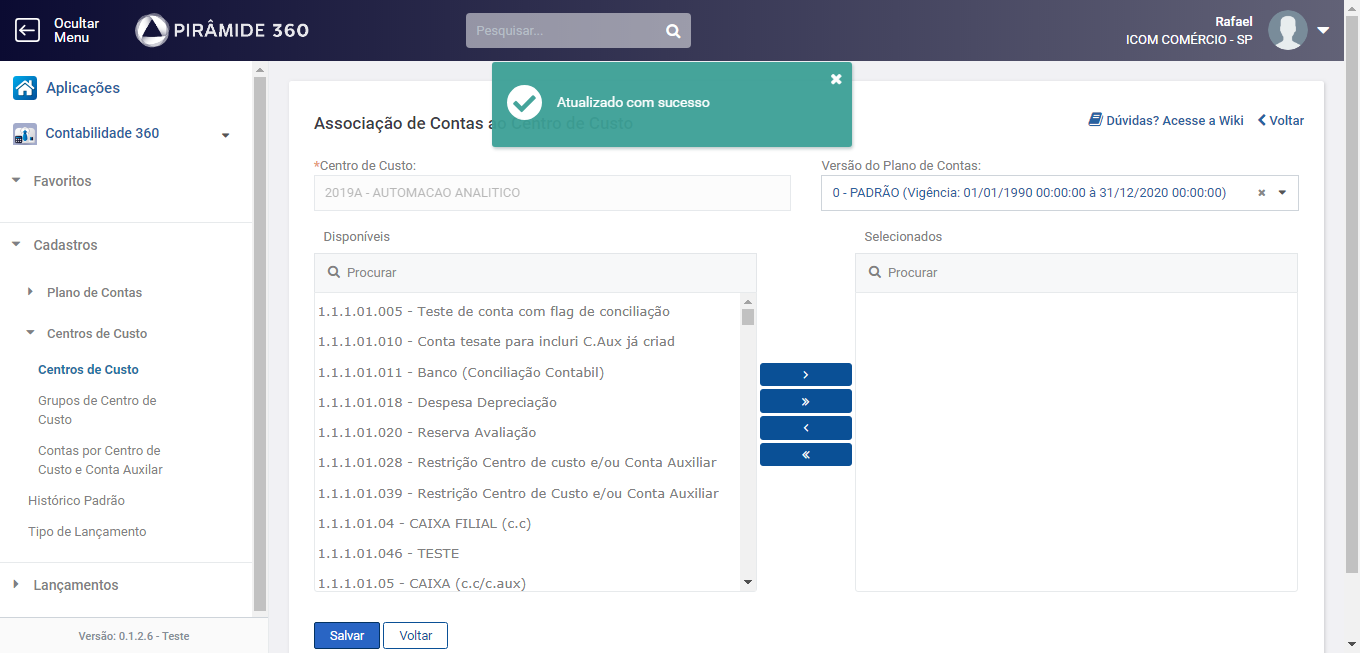 Ocultar
Menu
PIRÂMIDE 360
Pesquisar...
Rafael
ICOM COMÉRCIO - SP
Aplicações
Contabilidade 360
Favoritos
Cadastros
Plano de Contas
Centros de Custo
Centros de Custo
Grupos de Centro de
Custo
Contas por Centro de
Custo e Conta Auxilar
Histórico Padrão
Tipo de Lançamento
Lançamentos
Versão: 0.1.2.6 - Teste
Atualizado com sucesso
Associação de Contas ao Centro de Custo
Dúvidas? Acesse a Wiki
Voltar
*Centro de Custo:
2019A - AUTOMACAO ANALITICO
Versão do Plano de Contas:
0 - PADRÃO (Vigência: 01/01/1990 00:00:00 à 31/12/2020 00:00:00)
Disponíveis
Procurar
1.1.1.01.005 - Teste de conta com flag de conciliação
1.1.1.01.010 - Conta tesate para incluri C.Aux já criad
1.1.1.01.011 - Banco (Conciliação Contabil)
1.1.1.01.018 - Despesa Depreciação
1.1.1.01.020 - Reserva Avaliação
1.1.1.01.028 - Restrição Centro de custo e/ou Conta Auxiliar
1.1.1.01.039 - Restrição Centro de Custo e/ou Conta Auxiliar
1.1.1.01.04 - CAIXA FILIAL (c.c)
1.1.1.01.046 - TESTE
1.1.1.01.05 - CAIXA (c.c/c.aux)
Selecionados
Procurar
Salvar
Voltar